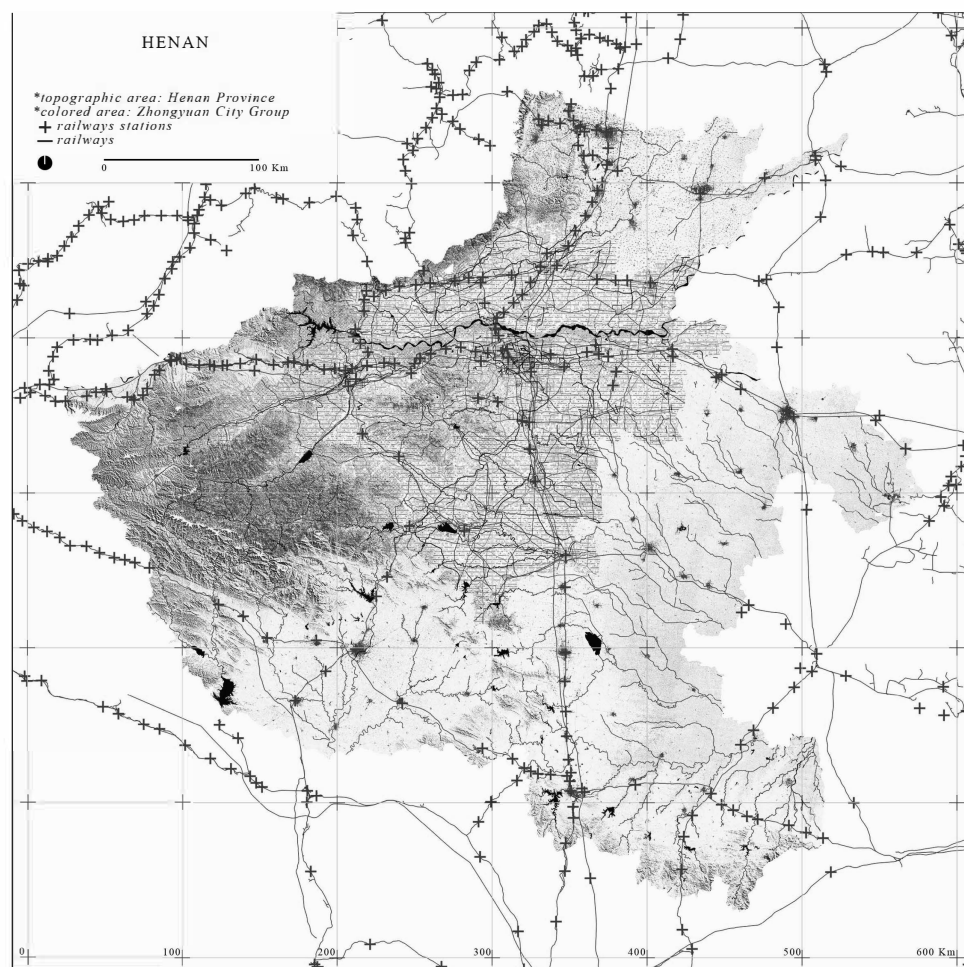 HENAN
*topographic area: Henan Province
*colored area: Zhongyuan City Group
railways stations
railways
0 100 Km
0 100 200 300 400 500 600 Km